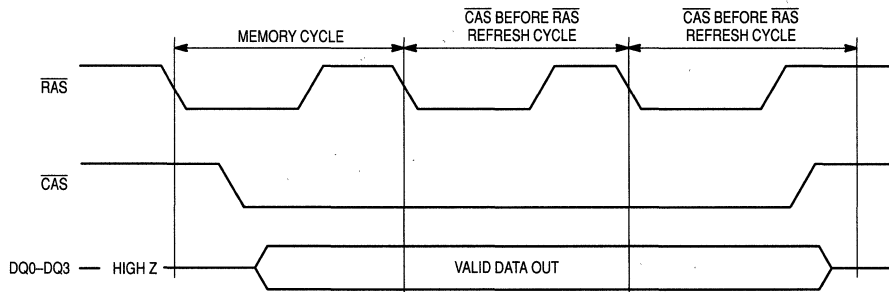 MEMORY CYCLE
CAS BEFORE RAS
REFRESH CYCLE
CAS BEFORE RAS
REFRESH CYCLE
RAS
CAS
DQ0–DQ3
HIGH Z
VALID DATA OUT